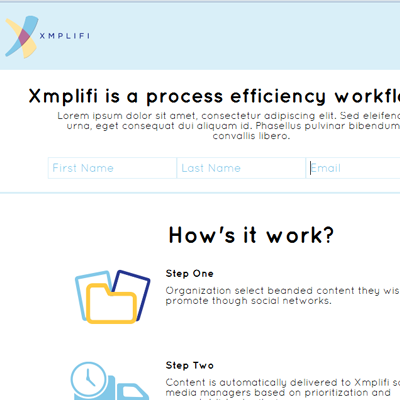 XMPLIFI
Xmplifi is a process efficiency
Lorem ipsum dolor sit amet, consectetur adipiscing elit. Sed
urna, eget consequat dui aliquam id. Phasellus pulvinar bibendum
convallis libero.
First Name Last Name Email
How's it work?
Step One
Organization select beanded content they
promote though social networks.
Step Two
Content is automatically delivered to Xmplifi
media managers based on prioritization and